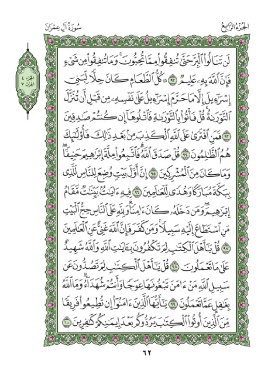 الجزء الرابع
سورة آل عمران
لَن تَنَالُوا۟ ٱلْبِرَّ حَتَّىٰ تُنفِقُوا۟ مِمَّا تُحِبُّونَ وَمَا تُنفِقُوا۟ مِن شَىْءٍ
فَإِنَّ ٱللَّهَ بِهِۦ عَلِيمٌ ٩٢ كُلُّ ٱلطَّعَامِ كَانَ حِلًّا لِّبَنِىٓ
إِسْرَٰٓءِيلَ إِلَّا مَا حَرَّمَ إِسْرَٰٓءِيلُ عَلَىٰ نَفْسِهِۦ مِن قَبْلِ أَن تُنَزَّلَ
ٱلتَّوْرَىٰةُ قُلْ فَأْتُوا۟ بِٱلتَّوْرَىٰةِ فَٱتْلُوهَآ إِن كُنتُمْ صَٰدِقِينَ
٩٣ فَمَنِ ٱفْتَرَىٰ عَلَى ٱللَّهِ ٱلْكَذِبَ مِنۢ بَعْدِ ذَٰلِكَ فَأُو۟لَٰٓئِكَ
هُمُ ٱلظَّٰلِمُونَ ٩٤ قُلْ صَدَقَ ٱللَّهُ فَٱتَّبِعُوا۟ مِلَّةَ إِبْرَٰهِيمَ حَنِيفًا
وَمَا كَانَ مِنَ ٱلْمُشْرِكِينَ ٩٥ إِنَّ أَوَّلَ بَيْتٍ وُضِعَ لِلنَّاسِ لَلَّذِى
بِبَكَّةَ مُبَارَكًا وَهُدًى لِّلْعَٰلَمِينَ ٩٦ فِيهِ ءَايَٰتٌۢ بَيِّنَٰتٌ مَّقَامُ
إِبْرَٰهِيمَ وَمَن دَخَلَهُۥ كَانَ ءَامِنًا وَلِلَّهِ عَلَى ٱلنَّاسِ حِجُّ ٱلْبَيْتِ
مَنِ ٱسْتَطَاعَ إِلَيْهِ سَبِيلًا وَمَن كَفَرَ فَإِنَّ ٱللَّهَ غَنِىٌّ عَنِ ٱلْعَٰلَمِينَ
٩٧ قُلْ يَٰٓأَهْلَ ٱلْكِتَٰبِ لِمَ تَكْفُرُونَ بِـَٔايَٰتِ ٱللَّهِ وَٱللَّهُ شَهِيدٌ
عَلَىٰ مَا تَعْمَلُونَ ٩٨ قُلْ يَٰٓأَهْلَ ٱلْكِتَٰبِ لِمَ تَصُدُّونَ عَن
سَبِيلِ ٱللَّهِ مَنْ ءَامَنَ تَبْغُونَهَا عِوَجًا وَأَنتُمْ شُهَدَآءُ وَمَا ٱللَّهُ
بِغَٰفِلٍ عَمَّا تَعْمَلُونَ ٩٩ يَٰٓأَيُّهَا ٱلَّذِينَ ءَامَنُوٓا۟ إِن تُطِيعُوا۟ فَرِيقًا
مِّنَ ٱلَّذِينَ أُوتُوا۟ ٱلْكِتَٰبَ يَرُدُّوكُم بَعْدَ إِيمَٰنِكُمْ كَٰفِرِينَ ١٠٠
٦٢